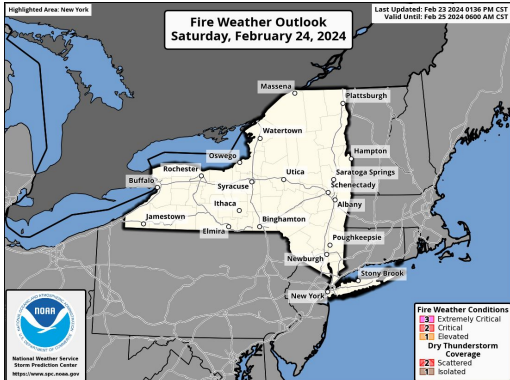 Highlighted Area: New York
Fire Weather Outlook
Saturday, February 24, 2024
Last Updated: Feb 23 2024 0136 PM CST
Valid Until: Feb 25 2024 0600 AM CST
Massena
Plattsburgh
Watertown
Oswego
Hampton
Rochester
Utica
Saratoga Springs
Buffalo
Syracuse
Schenectady
Ithaca
Albany
Jamestown
Elmira
Binghamton
Poughkeepsie
Newburgh
Stony Brook
New York
NOAA
National Weather Service
Storm Prediction Center
https://www.spc.noaa.gov
Fire Weather Conditions
3 Extremely Critical
2 Critical
1 Elevated
Dry Thunderstorm
Coverage
2 Scattered
1 Isolated